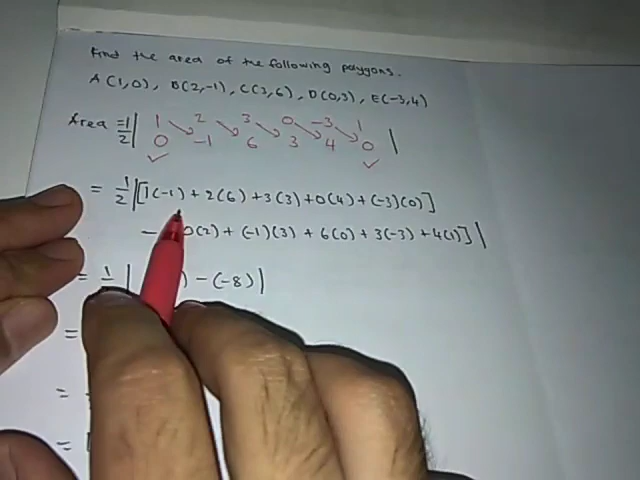 Find the area of the following polygons.
A(1,0), B(2,-1), C(3,6), D(0,3), E(-3,4)
Area = 1/2 | 1 2 3 0 -3 1
0 -1 6 3 4 0 |
= 1/2 |[1(-1) + 2(6) + 3(3) + 0(4) + (-3)(0)]
- 0(2) + (-1)(3) + 6(0) + 3(-3) + 4(1)]|
= 1 | ) - (-8)|
=
=
=